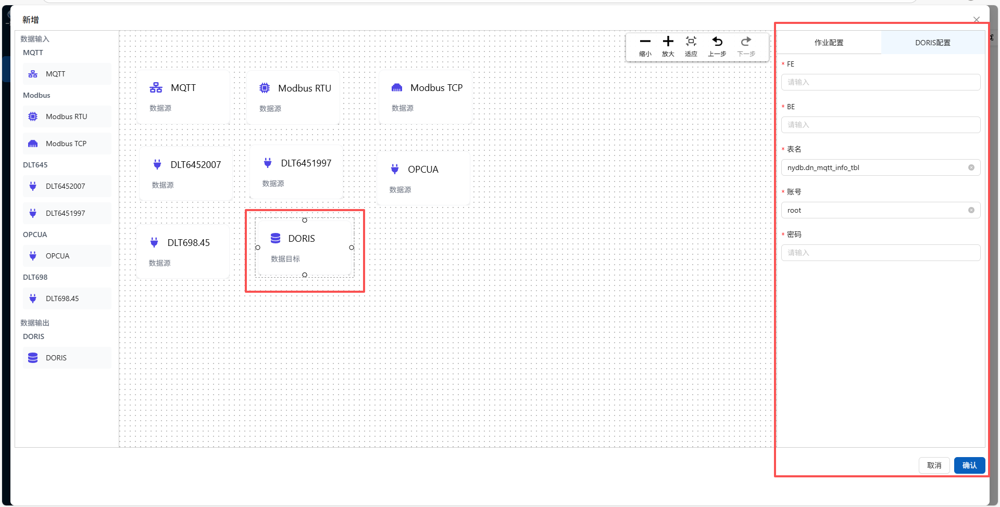 新增
数据输入
MQTT
MQTT
Modbus
Modbus RTU
Modbus TCP
DLT645
DLT6452007
DLT6451997
OPCUA
OPCUA
DLT698
DLT698.45
数据输出
DORIS
DORIS
缩小 放大 适应 上一步 下一步
MQTT
数据源
Modbus RTU
数据源
Modbus TCP
数据源
DLT6452007
数据源
DLT6451997
数据源
OPCUA
数据源
DLT698.45
数据源
DORIS
数据目标
作业配置 DORIS配置
* FE
请输入
* BE
请输入
* 表名
nydb.dn_mqtt_info_tbl
* 账号
root
* 密码
请输入
取消 确认